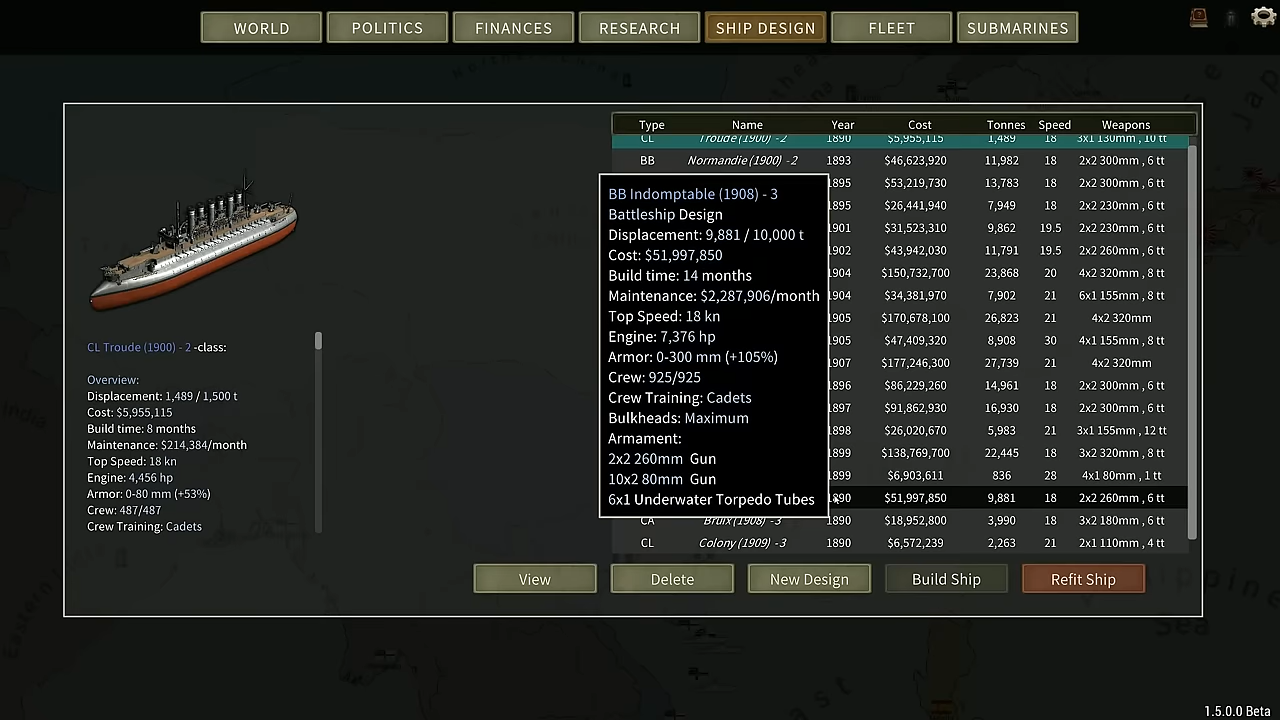 WORLD
POLITICS
FINANCES
RESEARCH
SHIP DESIGN
FLEET
SUBMARINES
Type Name Year Cost Tonnes Speed Weapons
CL Troude (1900) - 2 1890 $5,955,115 1,489 18 3x1 130mm , 10 tt
BB Normandie (1900) - 2 1893 $46,623,920 11,982 18 2x2 300mm , 6 tt
1895 $53,219,730 13,783 18 2x2 300mm , 6 tt
1895 $26,441,940 7,949 18 2x2 230mm , 6 tt
1901 $31,523,310 9,862 19.5 2x2 230mm , 6 tt
1902 $43,942,030 11,791 19.5 2x2 260mm , 6 tt
1904 $150,732,700 23,868 20 4x2 320mm , 8 tt
1904 $34,381,970 7,902 21 6x1 155mm , 8 tt
1905 $170,678,100 26,823 21 4x2 320mm
1905 $47,409,320 8,908 30 4x1 155mm , 8 tt
1907 $177,246,300 27,739 21 4x2 320mm
1896 $86,229,260 14,961 18 2x2 300mm , 6 tt
1897 $91,862,930 16,930 18 2x2 300mm , 6 tt
1898 $26,020,670 5,983 21 3x1 155mm , 12 tt
1899 $138,769,700 22,445 18 3x2 320mm , 8 tt
1899 $6,903,611 836 28 4x1 80mm , 1 tt
1890 $51,997,850 9,881 18 2x2 260mm , 6 tt
CA Bruix (1908) - 3 1890 $18,952,800 3,990 18 3x2 180mm , 6 tt
CL Colony (1909) - 3 1890 $6,572,239 2,263 21 2x1 110mm , 4 tt
BB Indomptable (1908) - 3
Battleship Design
Displacement: 9,881 / 10,000 t
Cost: $51,997,850
Build time: 14 months
Maintenance: $2,287,906/month
Top Speed: 18 kn
Engine: 7,376 hp
Armor: 0-300 mm (+105%)
Crew: 925/925
Crew Training: Cadets
Bulkheads: Maximum
Armament:
2x2 260mm Gun
10x2 80mm Gun
6x1 Underwater Torpedo Tubes
CL Troude (1900) - 2 -class:
Overview:
Displacement: 1,489 / 1,500 t
Cost: $5,955,115
Build time: 8 months
Maintenance: $214,384/month
Top Speed: 18 kn
Engine: 4,456 hp
Armor: 0-80 mm (+53%)
Crew: 487/487
Crew Training: Cadets
View
Delete
New Design
Build Ship
Refit Ship
Sea
1.5.0.0 Beta